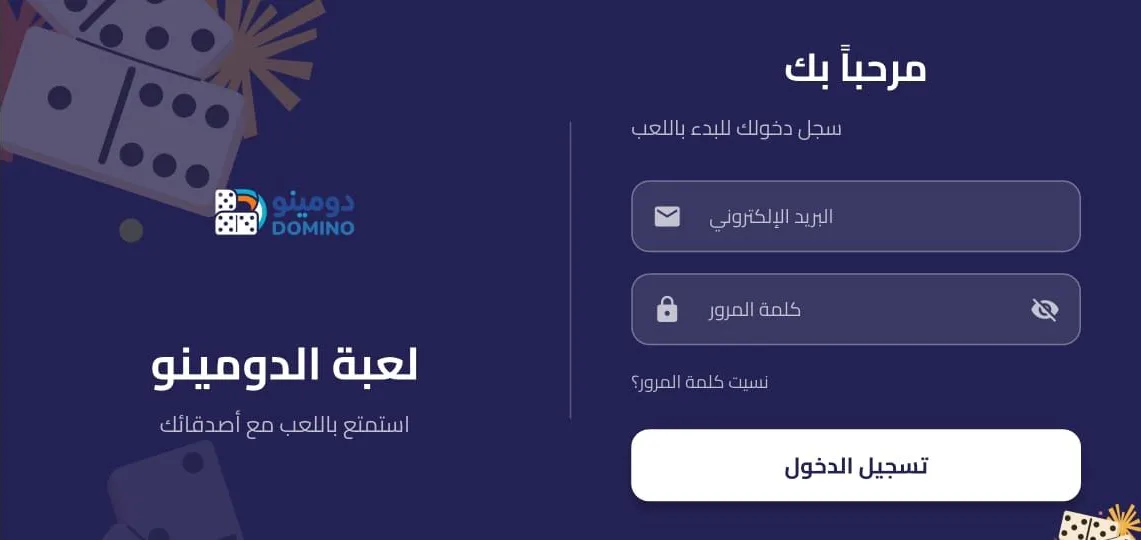 مرحباً بك
سجل دخولك للبدء باللعب
البريد الإلكتروني
كلمة المرور
نسيت كلمة المرور؟
تسجيل الدخول
دومينو
DOMINO
لعبة الدومينو
استمتع باللعب مع أصدقائك